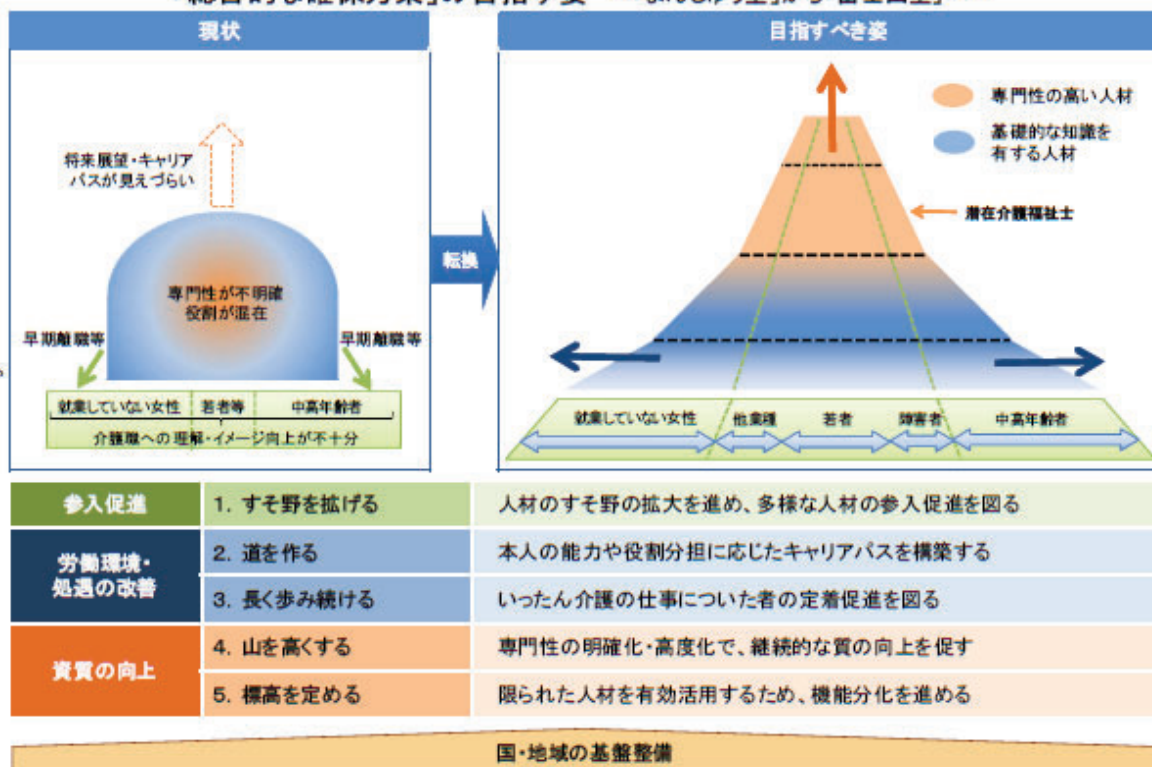 現状
目指すべき姿
将来展望・キャリア
パスが見えづらい
専門性が不明確
役割が混在
早期離職等
早期離職等
就業していない女性 若者等 中高年齢者
介護職への理解・イメージ向上が不十分
転換
専門性の高い人材
基礎的な知識を
有する人材
潜在介護福祉士
就業していない女性 他業種 若者 障害者 中高年齢者
参入促進 1. すそ野を拡げる 人材のすそ野の拡大を進め、多様な人材の参入促進を図る
労働環境・
処遇の改善
2. 道を作る 本人の能力や役割分担に応じたキャリアパスを構築する
3. 長く歩み続ける いったん介護の仕事についた者の定着促進を図る
資質の向上
4. 山を高くする 専門性の明確化・高度化で、継続的な質の向上を促す
5. 標高を定める 限られた人材を有効活用するため、機能分化を進める
国・地域の基盤整備